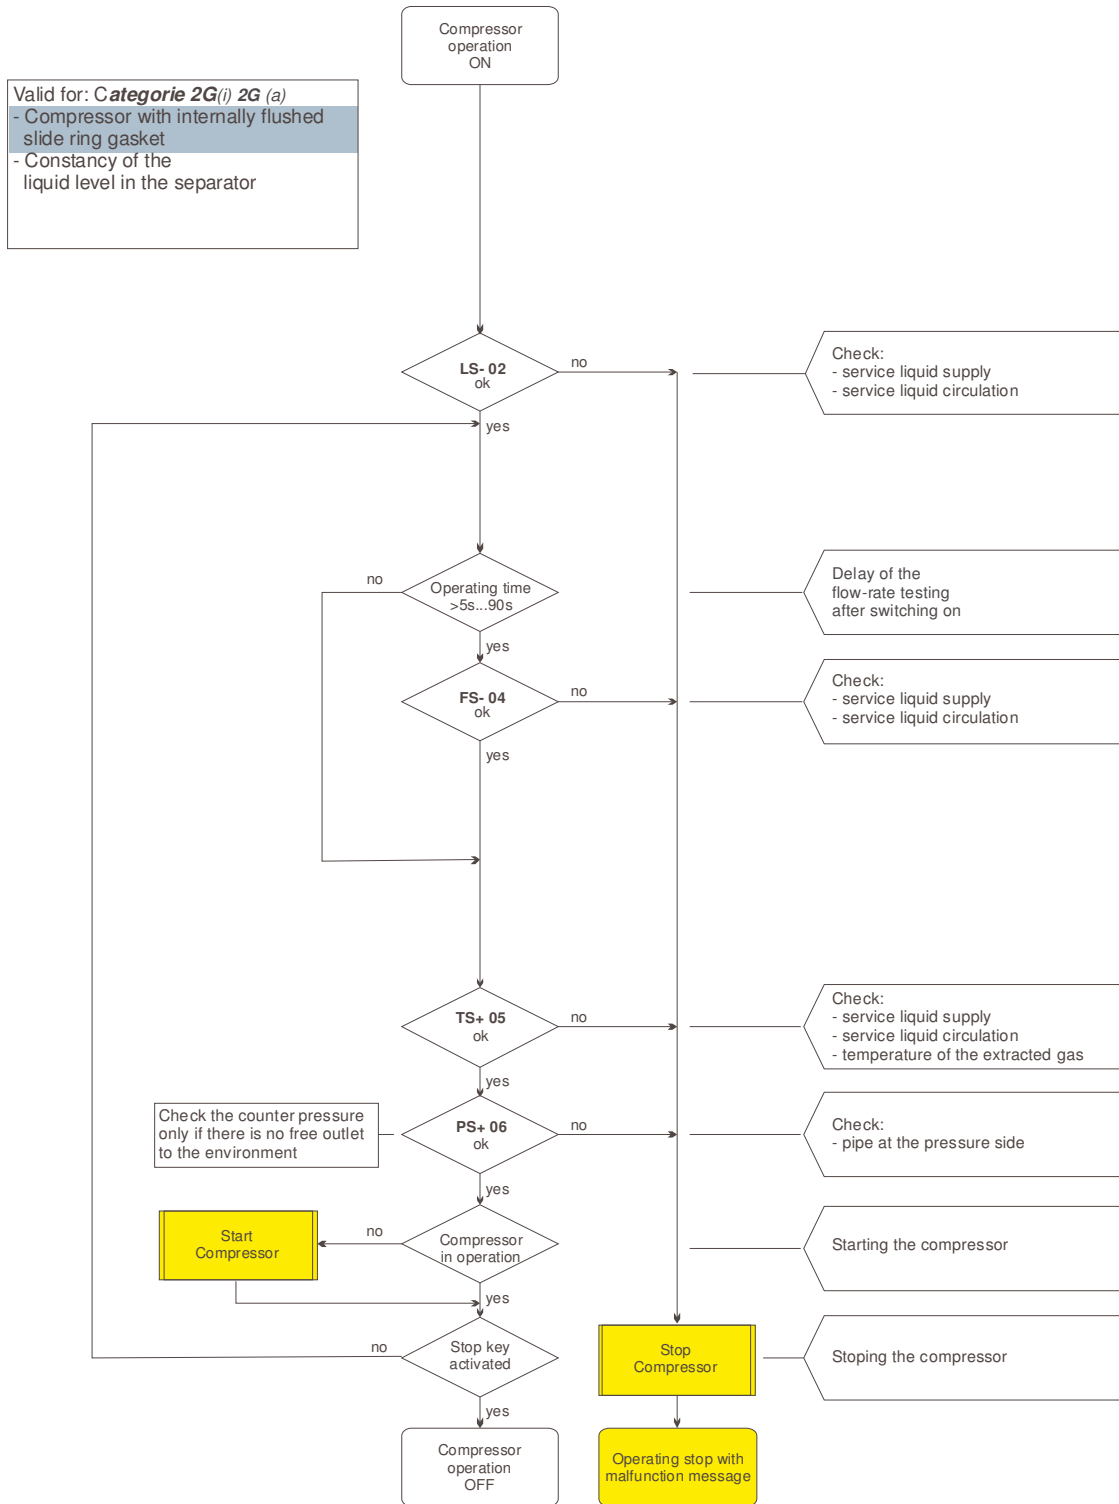 Compressor
operation
ON
Valid for: Categorie 2G(i) 2G (a)
- Compressor with internally flushed
slide ring gasket
- Constancy of the
liquid level in the separator
LS- 02
ok
no
yes
Check:
- service liquid supply
- service liquid circulation
no
Operating time
>5s...90s
yes
Delay of the
flow-rate testing
after switching on
FS- 04
ok
no
yes
Check:
- service liquid supply
- service liquid circulation
TS+ 05
ok
no
yes
Check:
- service liquid supply
- service liquid circulation
- temperature of the extracted gas
Check the counter pressure
only if there is no free outlet
to the environment
PS+ 06
ok
no
yes
Check:
- pipe at the pressure side
Start
Compressor
no
Compressor
in operation
yes
Starting the compressor
no
Stop key
activated
yes
Stop
Compressor
Stoping the compressor
Compressor
operation
OFF
Operating stop with
malfunction message